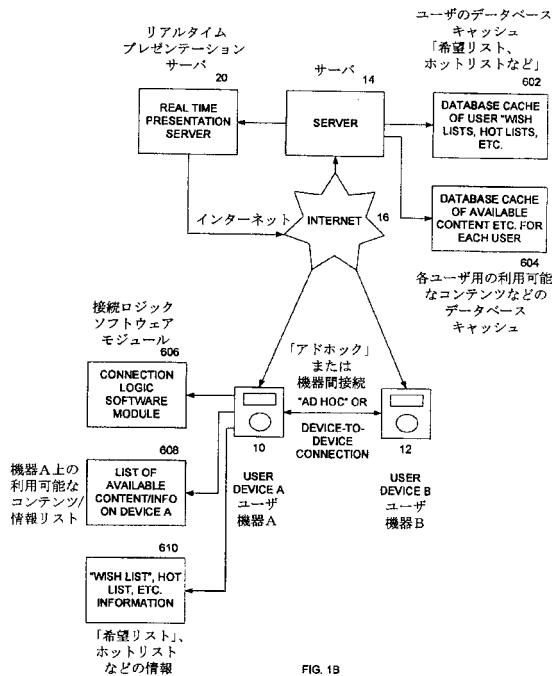 リアルタイム
プレゼンテーション
サーバ
20
REAL TIME
PRESENTATION
SERVER
サーバ
14
SERVER
ユーザのデータベース
キャッシュ
「希望リスト、
ホットリストなど」
602
DATABASE CACHE
OF USER "WISH
LISTS, HOT LISTS,
ETC.
インターネット
INTERNET
16
DATABASE CACHE
OF AVAILABLE
CONTENT ETC. FOR
EACH USER
604
各ユーザ用の利用可能
なコンテンツなどの
データベース
キャッシュ
接続ロジック
ソフトウェア
モジュール
606
CONNECTION
LOGIC
SOFTWARE
MODULE
「アドホック」
または
機器間接続
"AD HOC" OR
DEVICE-TO-
DEVICE
CONNECTION
10
USER
DEVICE A
ユーザ
機器A
12
USER
DEVICE B
ユーザ
機器B
機器A上の
利用可能な
コンテンツ/
情報リスト
608
LIST OF
AVAILABLE
CONTENT/INFO
ON DEVICE A
610
"WISH LIST", HOT
LIST, ETC.
INFORMATION
「希望リスト」、
ホットリスト
などの情報
FIG. 1B